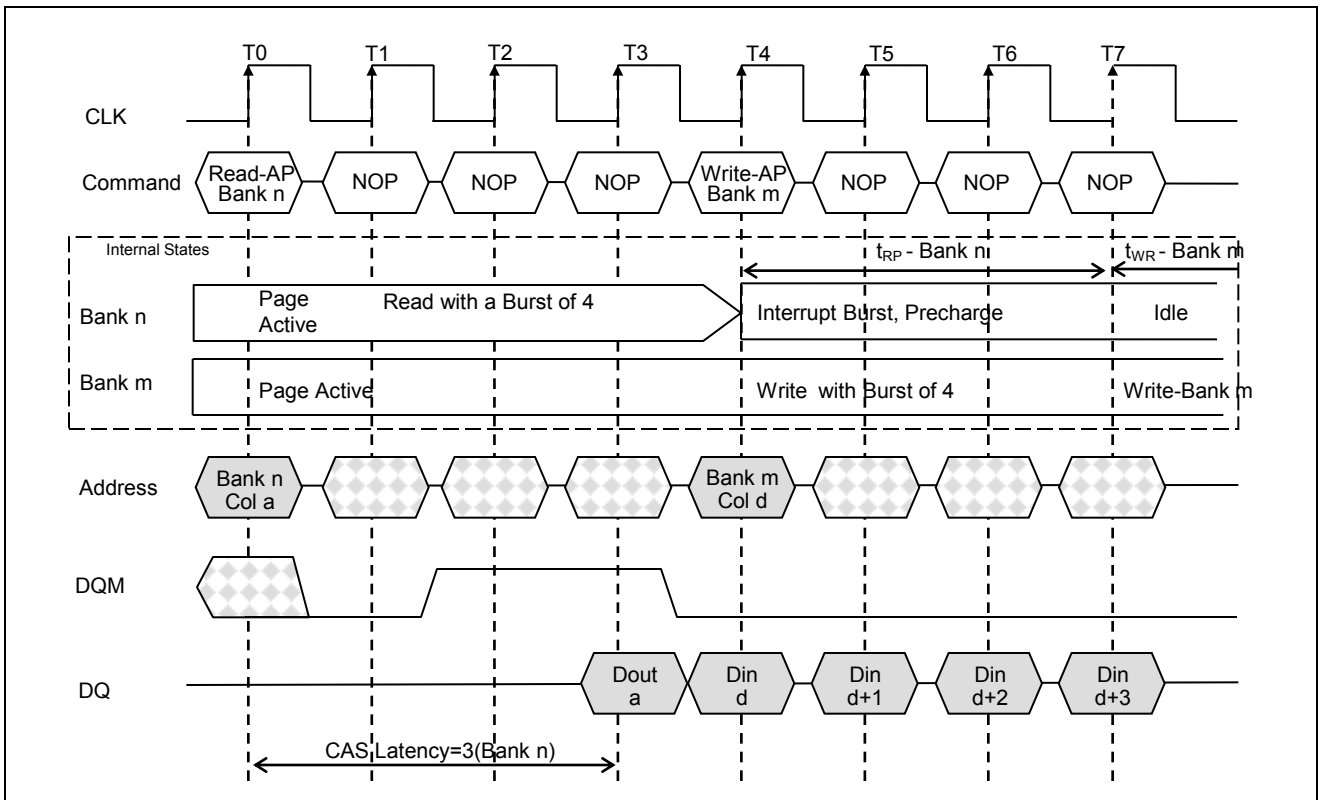 T0 T1 T2 T3 T4 T5 T6 T7
CLK
Command
Read-AP
Bank n
NOP
NOP
NOP
Write-AP
Bank m
NOP
NOP
NOP
Internal States
tRP - Bank n
tWR - Bank m
Bank n
Page
Active
Read with a Burst of 4
Interrupt Burst, Precharge
Idle
Bank m
Page Active
Write with Burst of 4
Write-Bank m
Address
Bank n
Col a
Bank m
Col d
DQM
DQ
Dout
a
Din
d
Din
d+1
Din
d+2
Din
d+3
CAS Latency=3(Bank n)